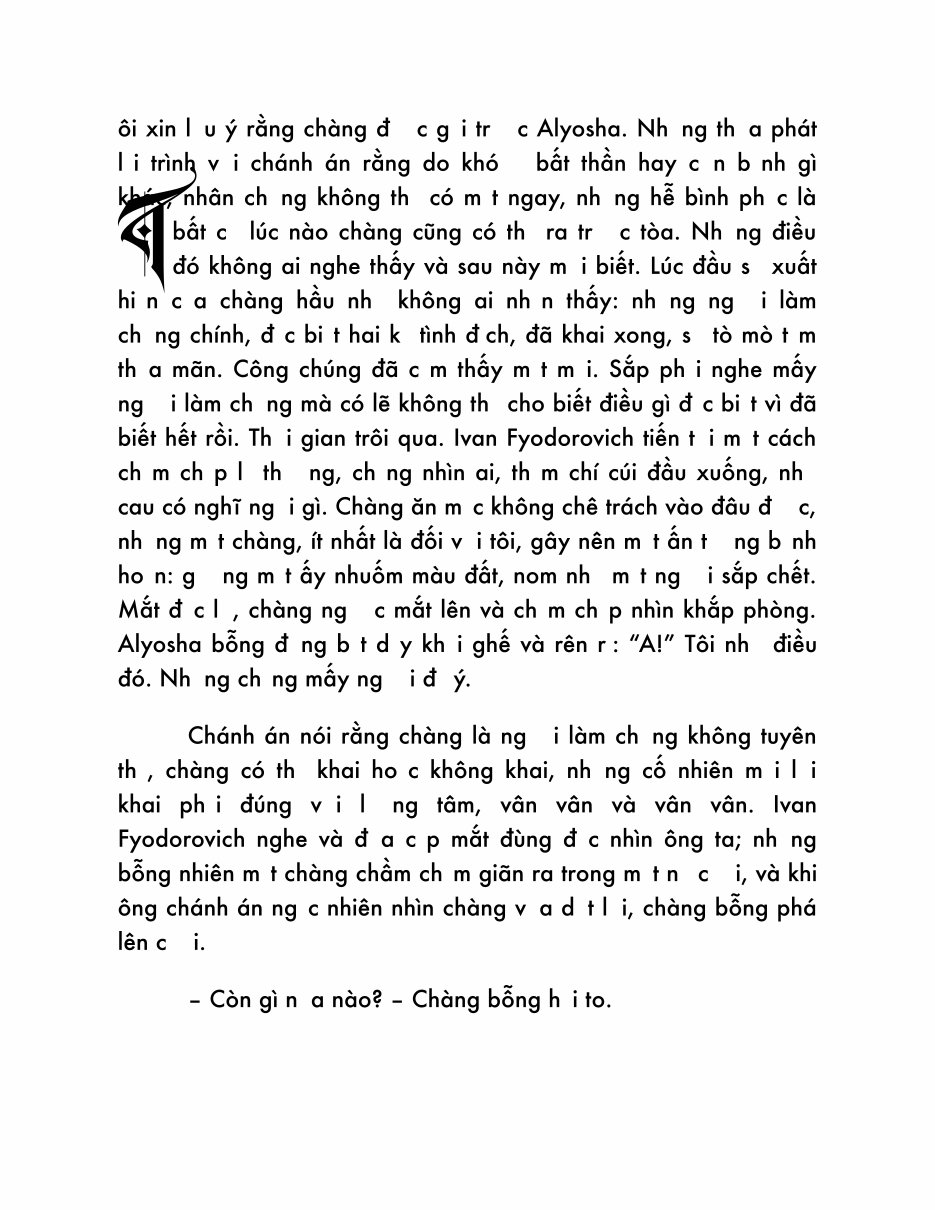 Tôi xin l u ý rằng chàng đ c g i tr c Alyosha. Nh ng th a phát
l i trình v i chánh án rằng do khó bất thần hay c n b nh gì
khác, nhân ch ng không th có m t ngay, nh ng hễ bình ph c là
bất c lúc nào chàng cũng có th ra tr c tòa. Nh ng điều
đó không ai nghe thấy và sau này m i biết. Lúc đầu s xuất
hi n c a chàng hầu nh không ai nh n thấy: nh ng ng i làm
ch ng chính, đ c bi t hai k tình đ ch, đã khai xong, s tò mò t m
th a mãn. Công chúng đã c m thấy m t m i. Sắp ph i nghe mấy
ng i làm ch ng mà có lẽ không th cho biết điều gì đ c bi t vì đã
biết hết rồi. Th i gian trôi qua. Ivan Fyodorovich tiến t i m t cách
ch m ch p l th ng, ch ng nhìn ai, th m chí cúi đầu xuống, nh
cau có nghĩ ng i gì. Chàng ăn m c không chê trách vào đâu đ c,
nh ng m t chàng, ít nhất là đối v i tôi, gây nên m t ấn t ng b nh
ho n: g ng m t ấy nhuốm màu đất, nom nh m t ng i sắp chết.
Mắt đ c l , chàng ng c mắt lên và ch m ch p nhìn khắp phòng.
Alyosha bỗng đ ng b t d y kh i ghế và rên r : “A!” Tôi nh điều
đó. Nh ng ch ng mấy ng i đ ý.
Chánh án nói rằng chàng là ng i làm ch ng không tuyên
th , chàng có th khai ho c không khai, nh ng cố nhiên m i l i
khai ph i đúng v i l ng tâm, vân vân và vân vân. Ivan
Fyodorovich nghe và đ a c p mắt đùng đ c nhìn ông ta; nh ng
bỗng nhiên m t chàng chầm ch m giãn ra trong m t n c i, và khi
ông chánh án ng c nhiên nhìn chàng v a d t l i, chàng bỗng phá
lên c i.
– Còn gì n a nào? – Chàng bỗng h i to.